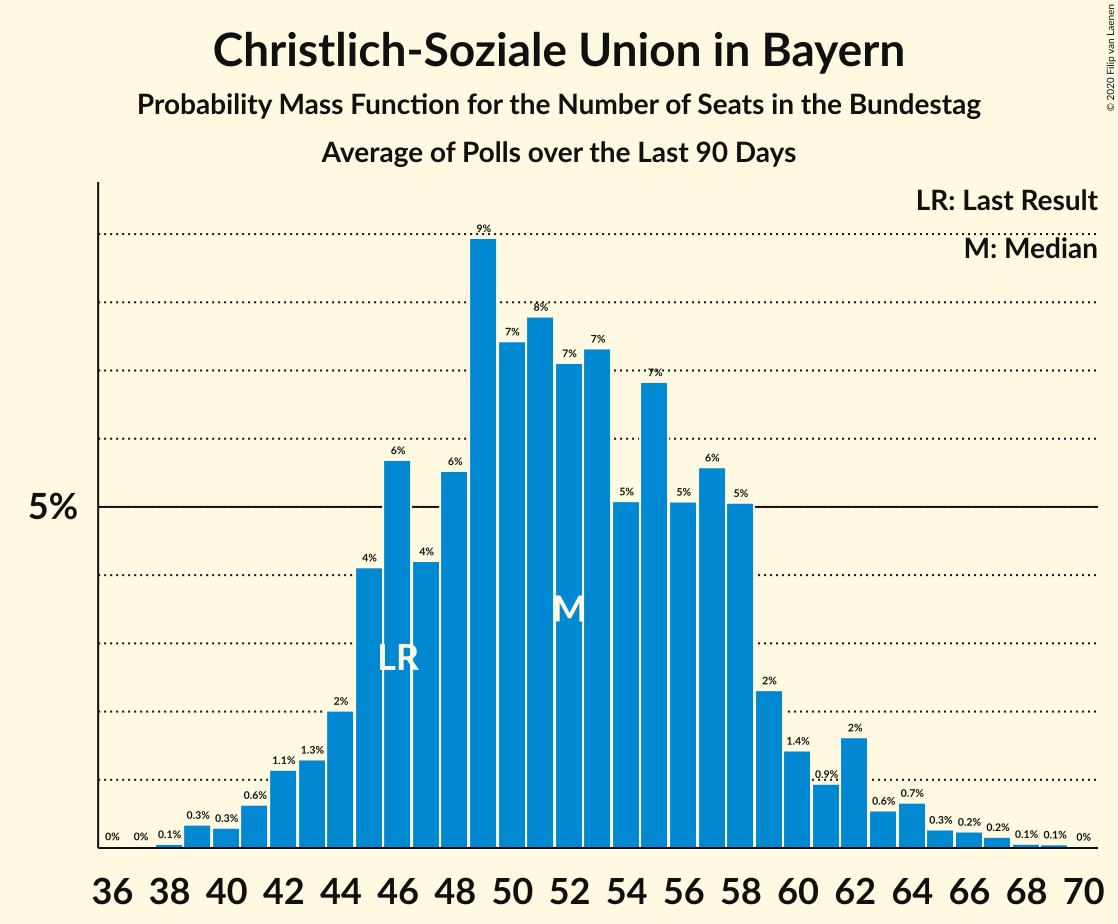 Christlich-Soziale Union in Bayern
Probability Mass Function for the Number of Seats in the Bundestag
Average of Polls over the Last 90 Days
© 2020 Filip van Laenen
LR: Last Result
M: Median
5%
0% 0% 0.1% 0.3% 0.3% 0.6% 1.1% 1.3% 2% 4% 6% 4% 6% 9% 7% 8% 7% 7% 5% 7% 5% 6% 5% 2% 1.4% 0.9% 2% 0.6% 0.7% 0.3% 0.2% 0.2% 0.1% 0.1% 0%
LR
M
36 38 40 42 44 46 48 50 52 54 56 58 60 62 64 66 68 70